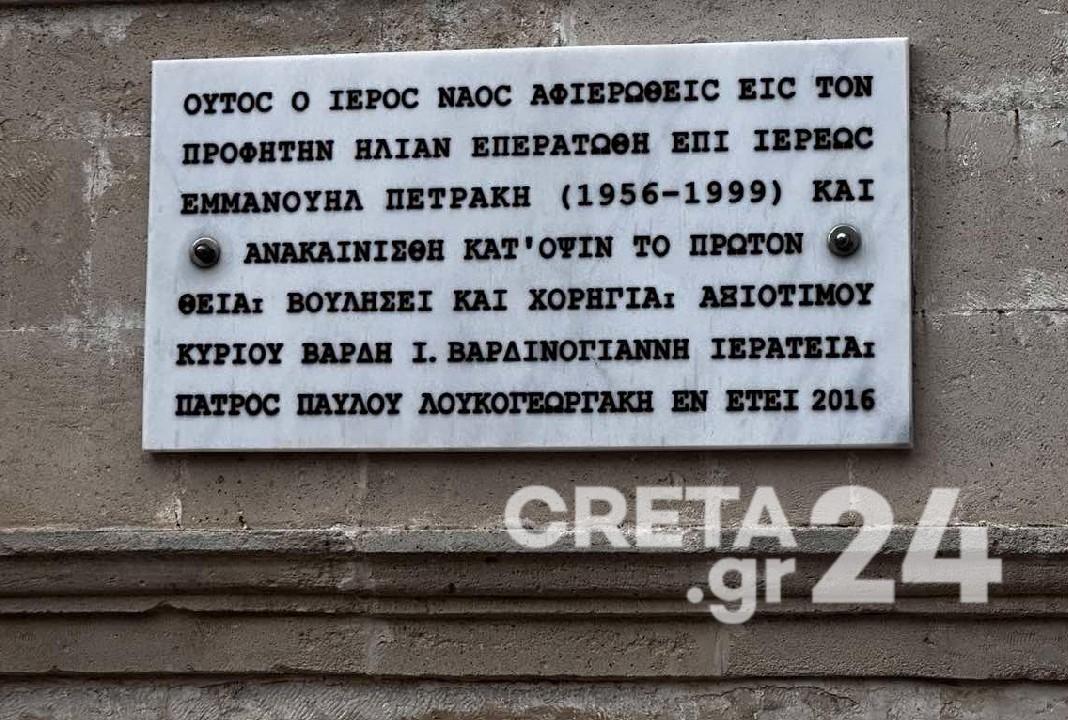 ΟΥΤΟϹ Ο ΙΕΡΟϹ ΝΑΟϹ ΑΦΙΕΡΩΘΕΙϹ ΕΙϹ ΤΟΝ
ΠΡΟΦΗΤΗΝ ΗΛΙΑΝ ΕΠΕΡΑΤΩΘΗ ΕΠΙ ΙΕΡΕΩϹ
ΕΜΜΑΝΟΥΗΛ ΠΕΤΡΑΚΗ (1956-1999) ΚΑΙ
ΑΝΑΚΑΙΝΙΣΘΗ ΚΑΤ'ΟΨΙΝ ΤΟ ΠΡΩΤΟΝ
ΘΕΙΑι ΒΟΥΛΗΣΕΙ ΚΑΙ ΧΟΡΗΓΙΑι ΑΞΙΟΤΙΜΟΥ
ΚΥΡΙΟΥ ΒΑΡΔΗ Ι. ΒΑΡΔΙΝΟΓΙΑΝΝΗ ΙΕΡΑΤΕΙΑι
ΠΑΤΡΟϹ ΠΑΥΛΟΥ ΛΟΥΚΟΓΕΩΡΓΑΚΗ ΕΝ ΕΤΕΙ 2016
CRETA 24
.gr